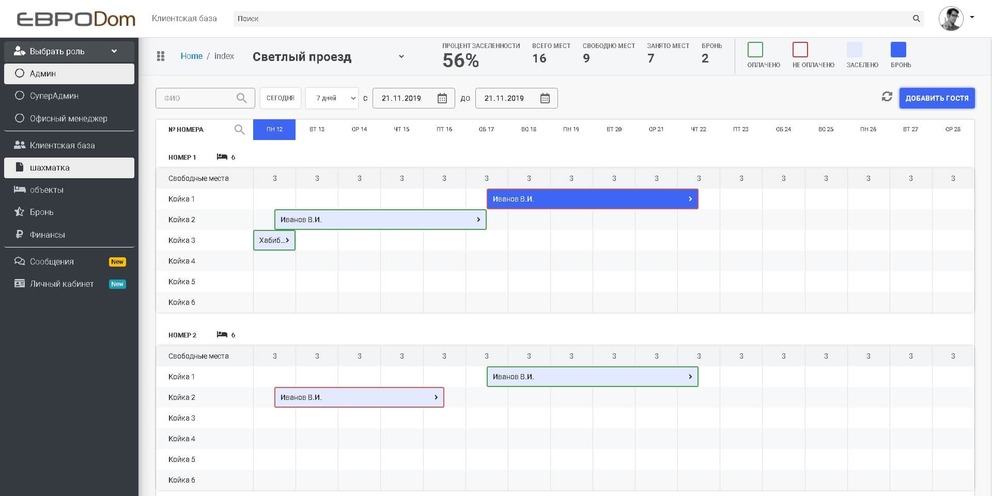 ЕВРОDom
Клиентская база
Поиск
Выбрать роль
Админ
СуперАдмин
Офисный менеджер
Клиентская база
шахматка
объекты
Бронь
Финансы
Сообщения New
Личный кабинет New
Home / index
Светлый проезд
ПРОЦЕНТ ЗАСЕЛЕННОСТИ ВСЕГО МЕСТ СВОБОДНО МЕСТ ЗАНЯТО МЕСТ БРОНЬ
56% 16 9 7 2
ОПЛАЧЕНО НЕ ОПЛАЧЕНО ЗАСЕЛЕНО БРОНЬ
ФИО СЕГОДНЯ 7 дней С 21.11.2019 ДО 21.11.2019 ДОБАВИТЬ ГОСТЯ
№ НОМЕРА ПН 12 ВТ 13 СР 14 ЧТ 15 ПТ 16 СБ 17 ВС 18 ПН 19 ВТ 20 СР 21 ЧТ 22 ПТ 23 СБ 24 ВС 25 ПН 26 ВТ 27 СР 28
НОМЕР 1 6
Свободные места 3 3 3 3 3 3 3 3 3 3 3 3 3 3 3 3 3
Койка 1 Иванов В.И.
Койка 2 Иванов В.И.
Койка 3 Хабиб...
Койка 4
Койка 5
Койка 6
НОМЕР 2 6
Свободные места 3 3 3 3 3 3 3 3 3 3 3 3 3 3 3 3 3
Койка 1 Иванов В.И.
Койка 2 Иванов В.И.
Койка 3
Койка 4
Койка 5
Койка 6